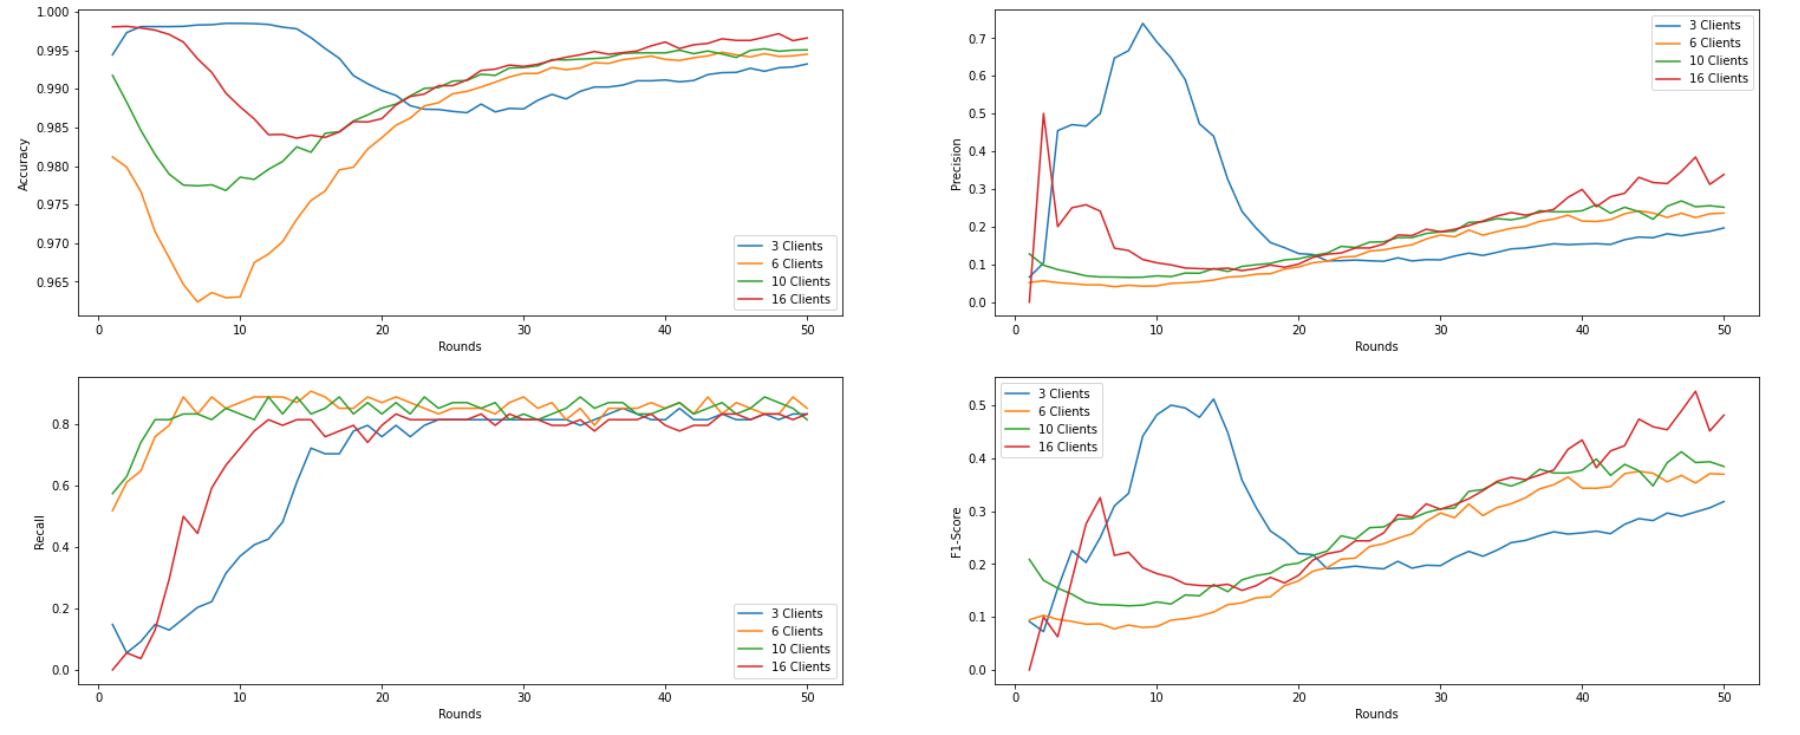 1.000
0.995
0.990
0.985
0.980
0.975
0.970
0.965
Accuracy
3 Clients
6 Clients
10 Clients
16 Clients
0 10 20 30 40 50
Rounds
0.7
0.6
0.5
0.4
0.3
0.2
0.1
0.0
Precision
3 Clients
6 Clients
10 Clients
16 Clients
0 10 20 30 40 50
Rounds
0.8
0.6
0.4
0.2
0.0
Recall
3 Clients
6 Clients
10 Clients
16 Clients
0 10 20 30 40 50
Rounds
0.5
0.4
0.3
0.2
0.1
0.0
F1-Score
3 Clients
6 Clients
10 Clients
16 Clients
0 10 20 30 40 50
Rounds